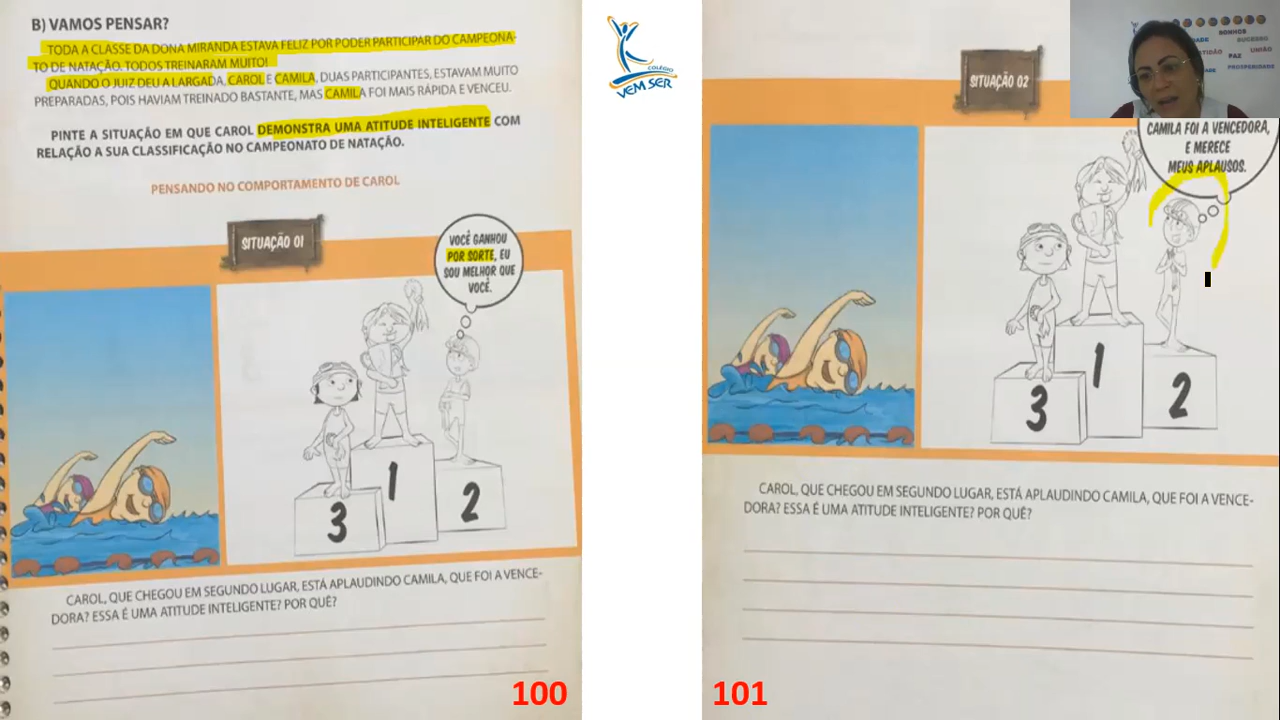 B) VAMOS PENSAR?
TODA A CLASSE DA DONA MIRANDA ESTAVA FELIZ POR PODER PARTICIPAR DO CAMPEONA-
TO DE NATAÇÃO. TODOS TREINARAM MUITO!
QUANDO O JUIZ DEU A LARGADA, CAROL E CAMILA, DUAS PARTICIPANTES, ESTAVAM MUITO
PREPARADAS, POIS HAVIAM TREINADO BASTANTE, MAS CAMILA FOI MAIS RÁPIDA E VENCEU.
PINTE A SITUAÇÃO EM QUE CAROL DEMONSTRA UMA ATITUDE INTELIGENTE COM
RELAÇÃO A SUA CLASSIFICAÇÃO NO CAMPEONATO DE NATAÇÃO.
PENSANDO NO COMPORTAMENTO DE CAROL
SITUAÇÃO 01
VOCÊ GANHOU
POR SORTE, EU
SOU MELHOR QUE
VOCÊ.
3
1
2
CAROL, QUE CHEGOU EM SEGUNDO LUGAR, ESTÁ APLAUDINDO CAMILA, QUE FOI A VENCE-
DORA? ESSA É UMA ATITUDE INTELIGENTE? POR QUÊ?
100
COLÉGIO
VEM SER
SITUAÇÃO 02
SONHOS
SUCESSO
UNIÃO
PAZ
PROSPERIDADE
CAMILA FOI A VENCEDORA,
E MERECE
MEUS APLAUSOS.
3
1
2
CAROL, QUE CHEGOU EM SEGUNDO LUGAR, ESTÁ APLAUDINDO CAMILA, QUE FOI A VENCE-
DORA? ESSA É UMA ATITUDE INTELIGENTE? POR QUÊ?
101